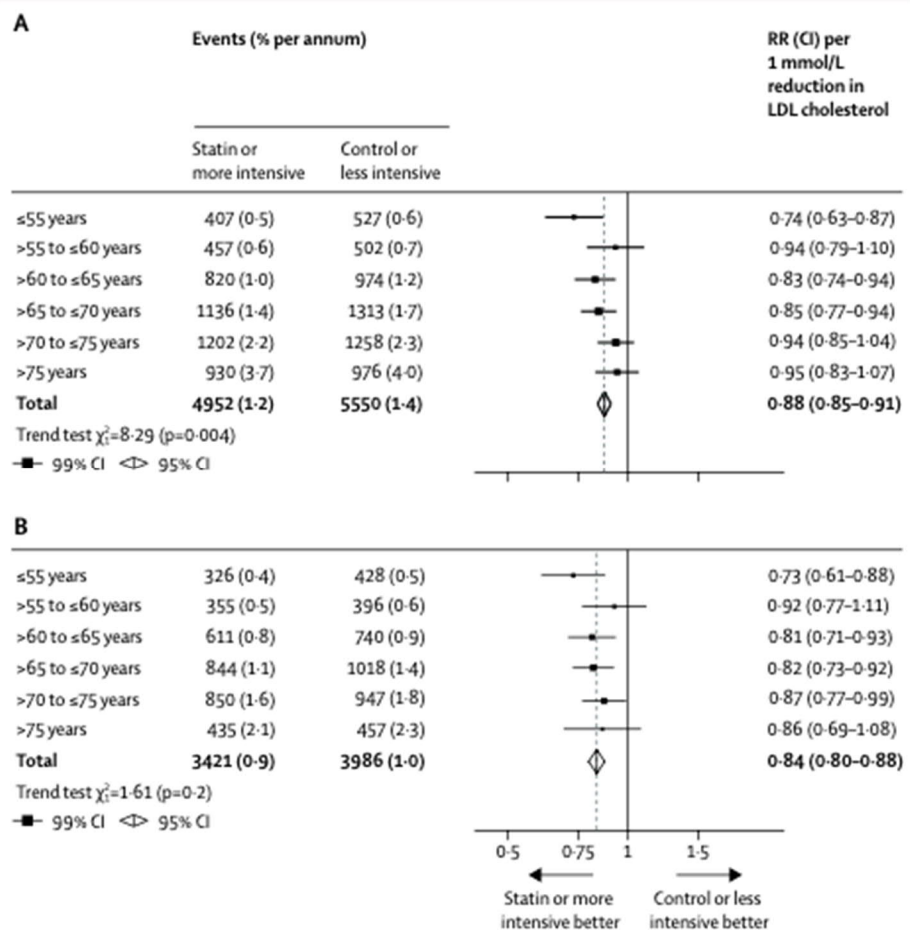 A
Events (% per annum)
RR (CI) per
1 mmol/L
reduction in
LDL cholesterol
Statin or
more intensive
Control or
less intensive
≤55 years 407 (0·5) 527 (0·6) 0·74 (0·63–0·87)
>55 to ≤60 years 457 (0·6) 502 (0·7) 0·94 (0·79–1·10)
>60 to ≤65 years 820 (1·0) 974 (1·2) 0·83 (0·74–0·94)
>65 to ≤70 years 1136 (1·4) 1313 (1·7) 0·85 (0·77–0·94)
>70 to ≤75 years 1202 (2·2) 1258 (2·3) 0·94 (0·85–1·04)
>75 years 930 (3·7) 976 (4·0) 0·95 (0·83–1·07)
Total 4952 (1·2) 5550 (1·4) 0·88 (0·85–0·91)
Trend test χ²₁=8·29 (p=0·004)
99% CI 95% CI
B
≤55 years 326 (0·4) 428 (0·5) 0·73 (0·61–0·88)
>55 to ≤60 years 355 (0·5) 396 (0·6) 0·92 (0·77–1·11)
>60 to ≤65 years 611 (0·8) 740 (0·9) 0·81 (0·71–0·93)
>65 to ≤70 years 844 (1·1) 1018 (1·4) 0·82 (0·73–0·92)
>70 to ≤75 years 850 (1·6) 947 (1·8) 0·87 (0·77–0·99)
>75 years 435 (2·1) 457 (2·3) 0·86 (0·69–1·08)
Total 3421 (0·9) 3986 (1·0) 0·84 (0·80–0·88)
Trend test χ²₁=1·61 (p=0·2)
99% CI 95% CI
0·5 0·75 1 1·5
Statin or more
intensive better
Control or less
intensive better